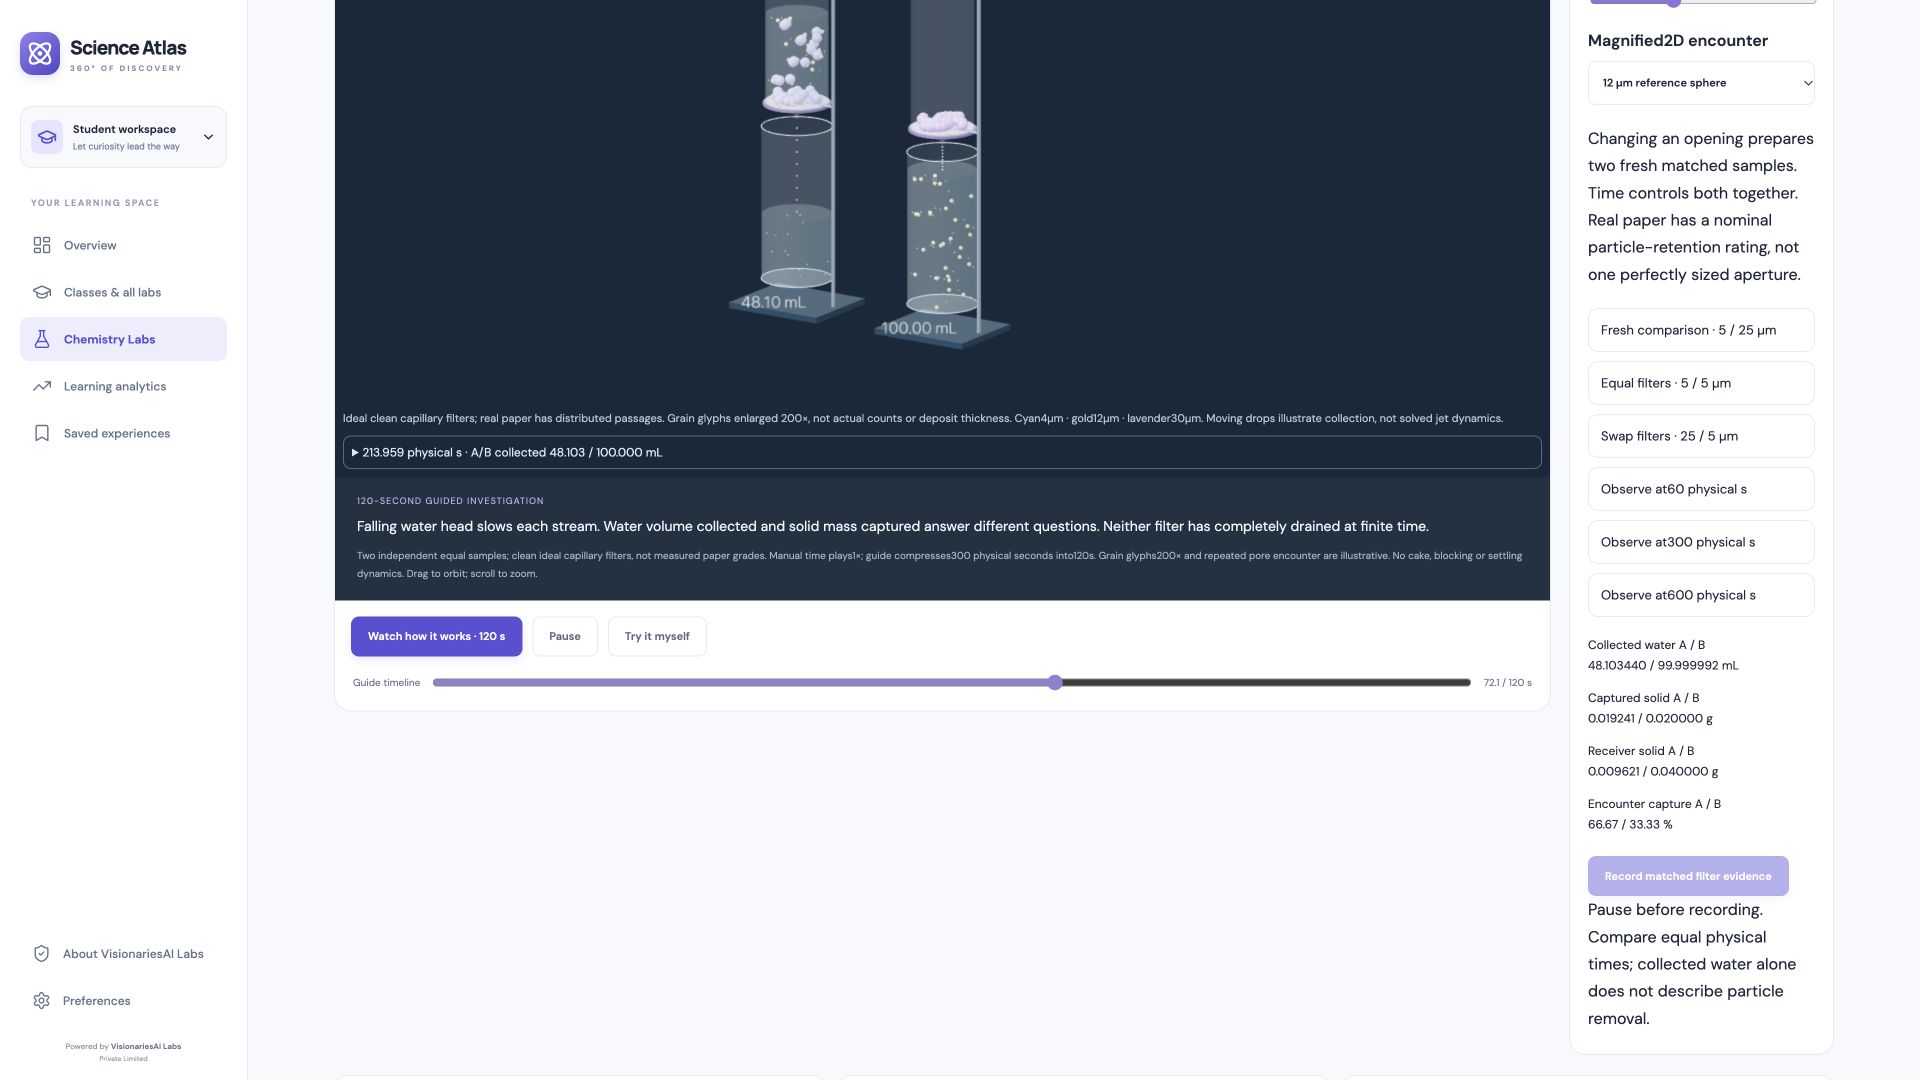 Science Atlas
360° OF DISCOVERY
Student workspace
Let curiosity lead the way
YOUR LEARNING SPACE
Overview
Classes & all labs
Chemistry Labs
Learning analytics
Saved experiences
About VisionariesAI Labs
Preferences
Powered by VisionariesAI Labs
Private Limited
48.10 mL
100.00 mL
Ideal clean capillary filters; real paper has distributed passages. Grain glyphs enlarged 200×, not actual counts or deposit thickness. Cyan4µm · gold12µm · lavender30µm. Moving drops illustrate collection, not solved jet dynamics.
▶ 213.959 physical s · A/B collected 48.103 / 100.000 mL
120-SECOND GUIDED INVESTIGATION
Falling water head slows each stream. Water volume collected and solid mass captured answer different questions. Neither filter has completely drained at finite time.
Two independent equal samples; clean ideal capillary filters, not measured paper grades. Manual time plays1×; guide compresses300 physical seconds into120s. Grain glyphs200× and repeated pore encounter are illustrative. No cake, blocking or settling
dynamics. Drag to orbit; scroll to zoom.
Watch how it works · 120 s
Pause
Try it myself
Guide timeline
72.1 / 120 s
Magnified2D encounter
12 µm reference sphere
Changing an opening prepares
two fresh matched samples.
Time controls both together.
Real paper has a nominal
particle-retention rating, not
one perfectly sized aperture.
Fresh comparison · 5 / 25 µm
Equal filters · 5 / 5 µm
Swap filters · 25 / 5 µm
Observe at60 physical s
Observe at300 physical s
Observe at600 physical s
Collected water A / B
48.103440 / 99.999992 mL
Captured solid A / B
0.019241 / 0.020000 g
Receiver solid A / B
0.009621 / 0.040000 g
Encounter capture A / B
66.67 / 33.33 %
Record matched filter evidence
Pause before recording.
Compare equal physical
times; collected water alone
does not describe particle
removal.